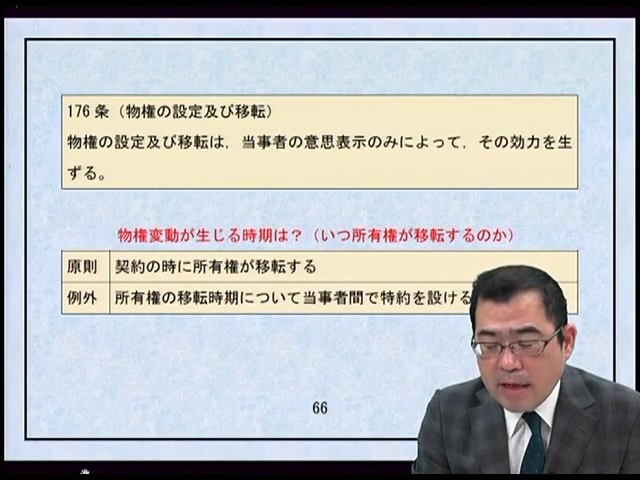 176条（物権の設定及び移転）
物権の設定及び移転は，当事者の意思表示のみによって，その効力を生
ずる。
物権変動が生じる時期は？（いつ所有権が移転するのか）
原則 契約の時に所有権が移転する
例外 所有権の移転時期について当事者間で特約を設ける
66